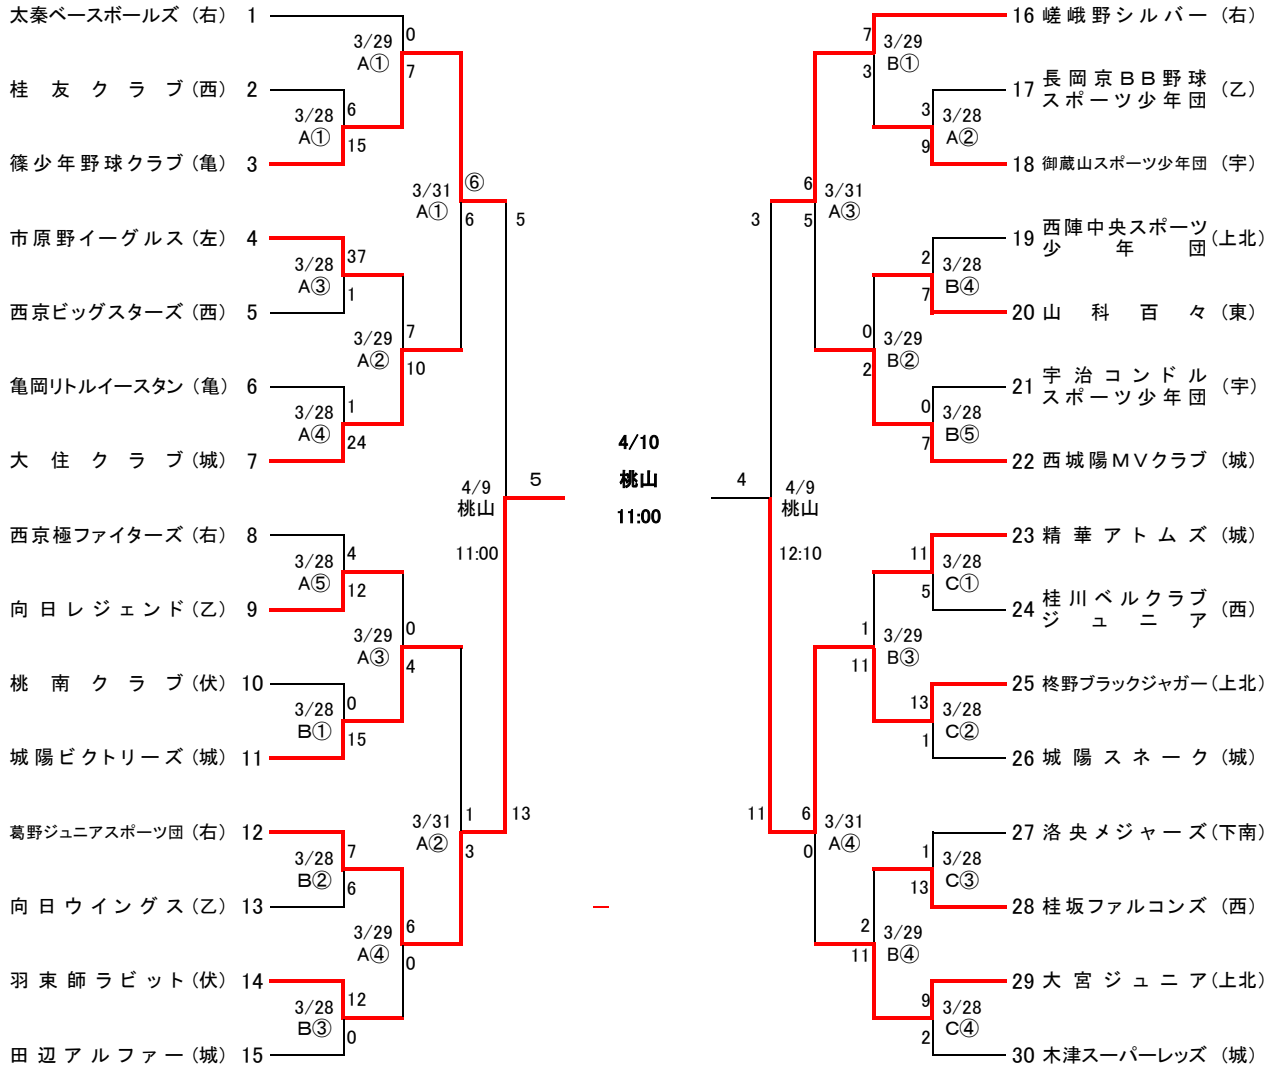 太秦ベースボールズ (右) 1
0
3/29
A①
7
桂友クラブ (西) 2
6
3/28
A①
15
篠少年野球クラブ (亀) 3
⑥
3/31
A①
6
5
市原野イーグルス (左) 4
37
3/28
A③
1
西京ビッグスターズ (西) 5
7
3/29
A②
10
亀岡リトルイースタン (亀) 6
1
3/28
A④
24
大住クラブ (城) 7
4/9
桃山
11:00
5
西京極ファイターズ (右) 8
4
3/28
A⑤
12
向日レジェンド (乙) 9
0
3/29
A③
4
桃南クラブ (伏) 10
0
3/28
B①
15
城陽ビクトリーズ (城) 11
1
3/31
A②
3
13
葛野ジュニアスポーツ団 (右) 12
7
3/28
B②
6
向日ウイングス (乙) 13
6
3/29
A④
0
羽束師ラビット (伏) 14
12
3/28
B③
0
田辺アルファー (城) 15
4/10
桃山
11:00
16 嵯峨野シルバー (右)
7
3/29
B①
3
17 長岡京BB野球
スポーツ少年団 (乙)
3
3/28
A②
9
18 御蔵山スポーツ少年団 (宇)
6
3/31
A③
5
3
19 西陣中央スポーツ
少年団 (上北)
2
3/28
B④
7
20 山科百々 (東)
0
3/29
B②
2
21 宇治コンドル
スポーツ少年団 (宇)
0
3/28
B⑤
7
22 西城陽MVクラブ (城)
4
4/9
桃山
12:10
23 精華アトムズ (城)
11
3/28
C①
5
24 桂川ベルクラブ
ジュニア (西)
1
3/29
B③
11
25 柊野ブラックジャガー (上北)
13
3/28
C②
1
26 城陽スネーク (城)
11
6
3/31
A④
0
27 洛央メジャーズ (下南)
1
3/28
C③
13
28 桂坂ファルコンズ (西)
2
3/29
B④
11
29 大宮ジュニア (上北)
9
3/28
C④
2
30 木津スーパーレッズ (城)